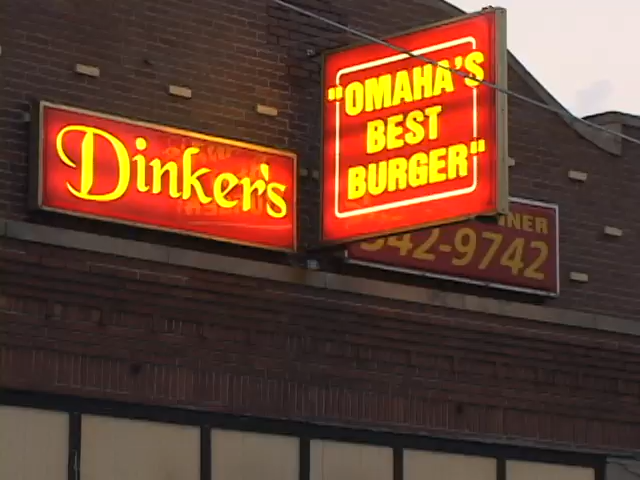 Dinker's
"OMAHA'S
BEST
BURGER"
342-9742